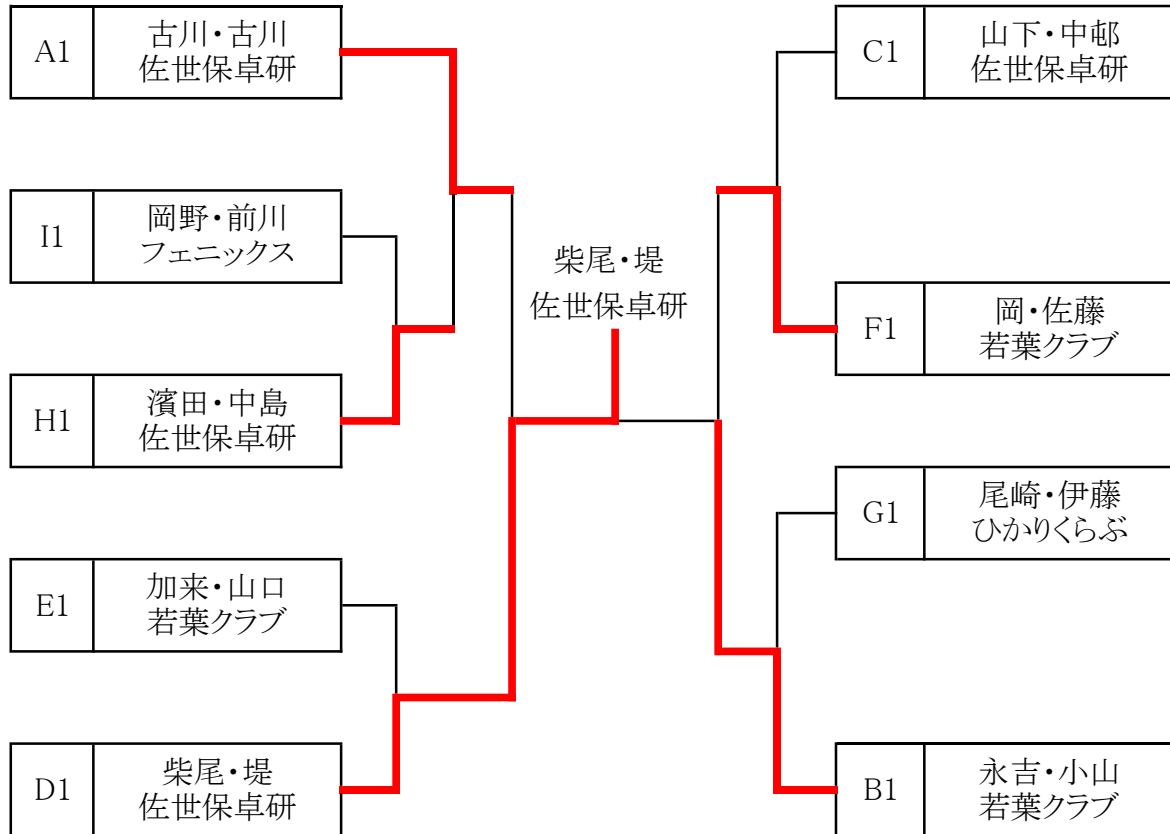 A1
古川・古川
佐世保卓研
I1
岡野・前川
フェニックス
H1
濱田・中島
佐世保卓研
E1
加来・山口
若葉クラブ
D1
柴尾・堤
佐世保卓研
柴尾・堤
佐世保卓研
C1
山下・中邨
佐世保卓研
F1
岡・佐藤
若葉クラブ
G1
尾崎・伊藤
ひかりくらぶ
B1
永吉・小山
若葉クラブ